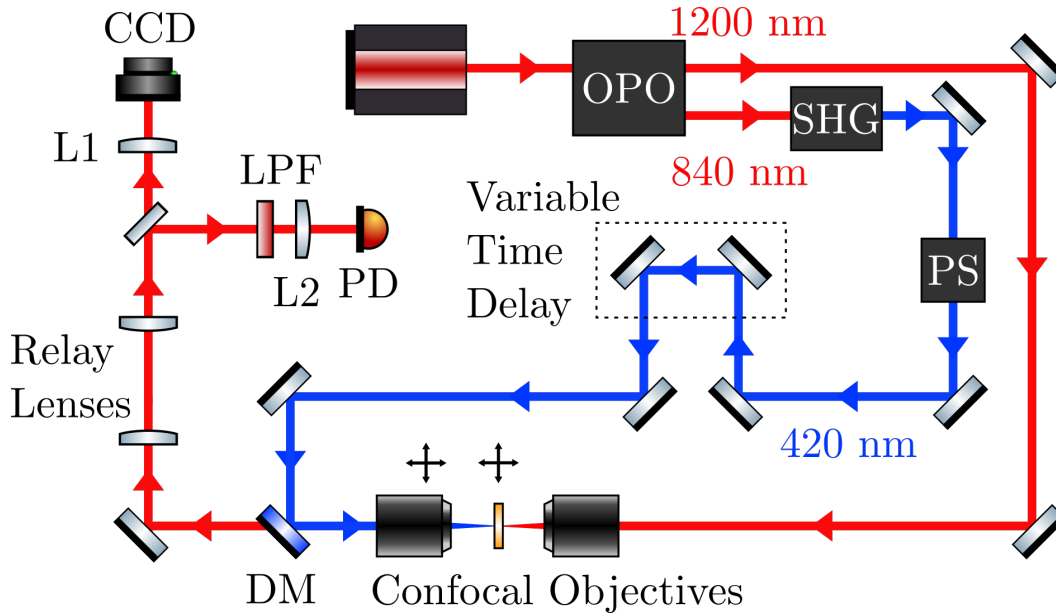 CCD
1200 nm
OPO
SHG
L1
840 nm
LPF
Variable
Time
Delay
L2
PD
PS
Relay
Lenses
420 nm
DM
Confocal Objectives